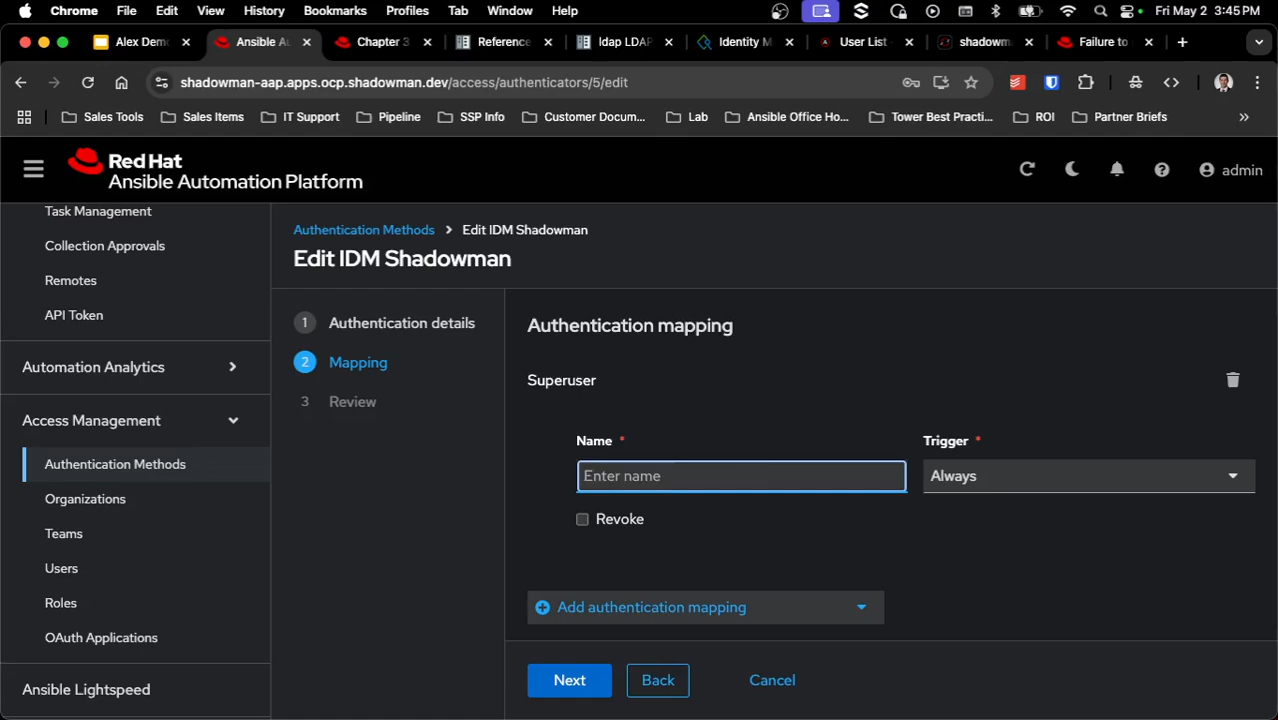 Chrome File Edit View History Bookmarks Profiles Tab Window Help Fri May 2 3:45 PM
Alex Demo Ansible Au Chapter 3 Reference ldap LDAP Identity M User List - shadowm Failure to
shadowman-aap.apps.ocp.shadowman.dev/access/authenticators/5/edit
Sales Tools Sales Items IT Support Pipeline SSP Info Customer Docum... Lab Ansible Office Ho... Tower Best Practi... ROI Partner Briefs »
Red Hat
Ansible Automation Platform
admin
Task Management
Collection Approvals
Remotes
API Token
Automation Analytics
Access Management
Authentication Methods
Organizations
Teams
Users
Roles
OAuth Applications
Ansible Lightspeed
Authentication Methods > Edit IDM Shadowman
Edit IDM Shadowman
1 Authentication details
2 Mapping
3 Review
Authentication mapping
Superuser
Name * Trigger *
Enter name Always
Revoke
Add authentication mapping
Next Back Cancel